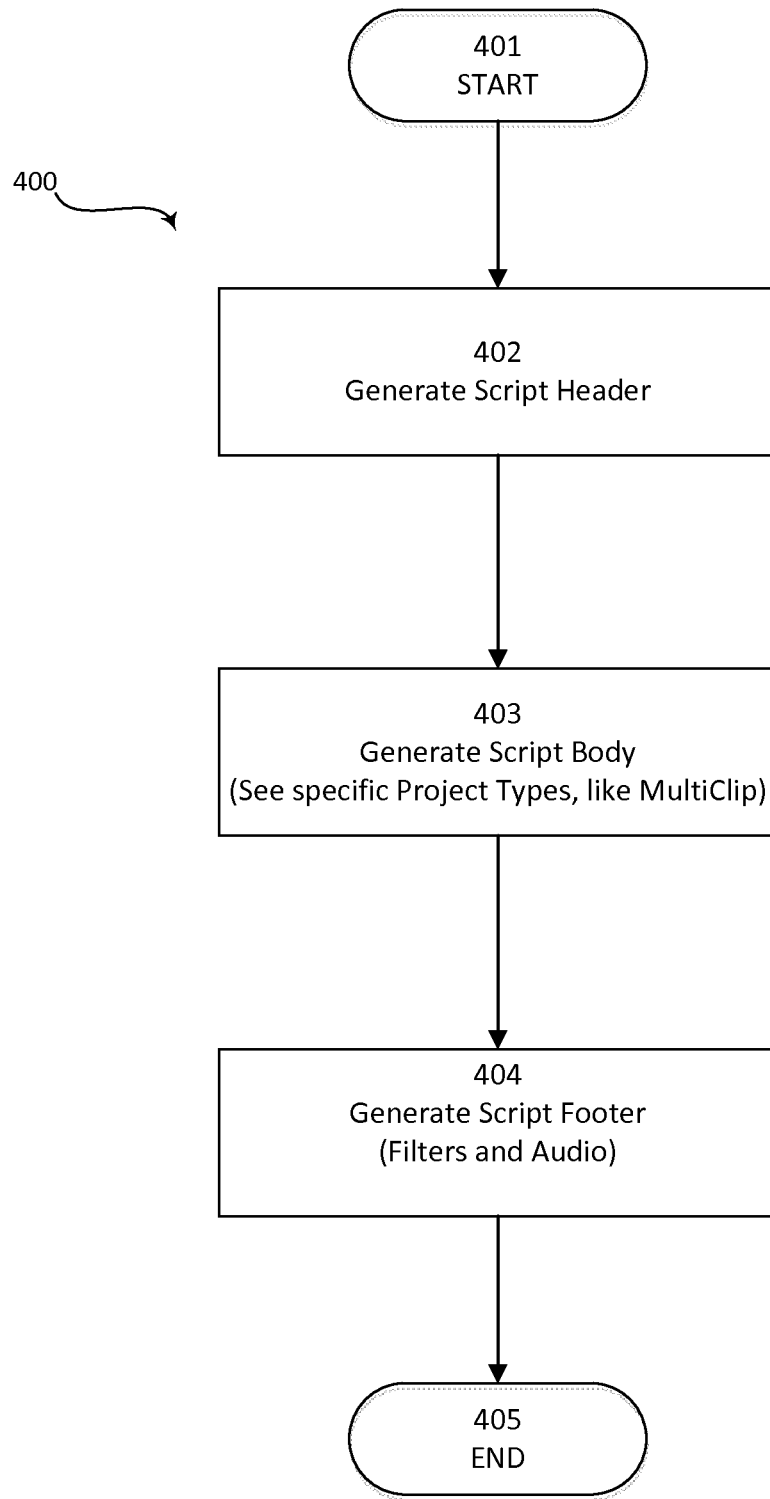 401
START
400
402
Generate Script Header
403
Generate Script Body
(See specific Project Types, like MultiClip)
404
Generate Script Footer
(Filters and Audio)
405
END